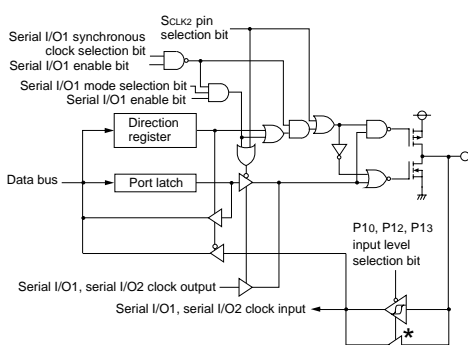 SCLK2 pin
selection bit
Serial I/O1 synchronous
clock selection bit
Serial I/O1 enable bit
Serial I/O1 mode selection bit
Serial I/O1 enable bit
Direction
register
Data bus
Port latch
P10, P12, P13
input level
selection bit
Serial I/O1, serial I/O2 clock output
Serial I/O1, serial I/O2 clock input
*